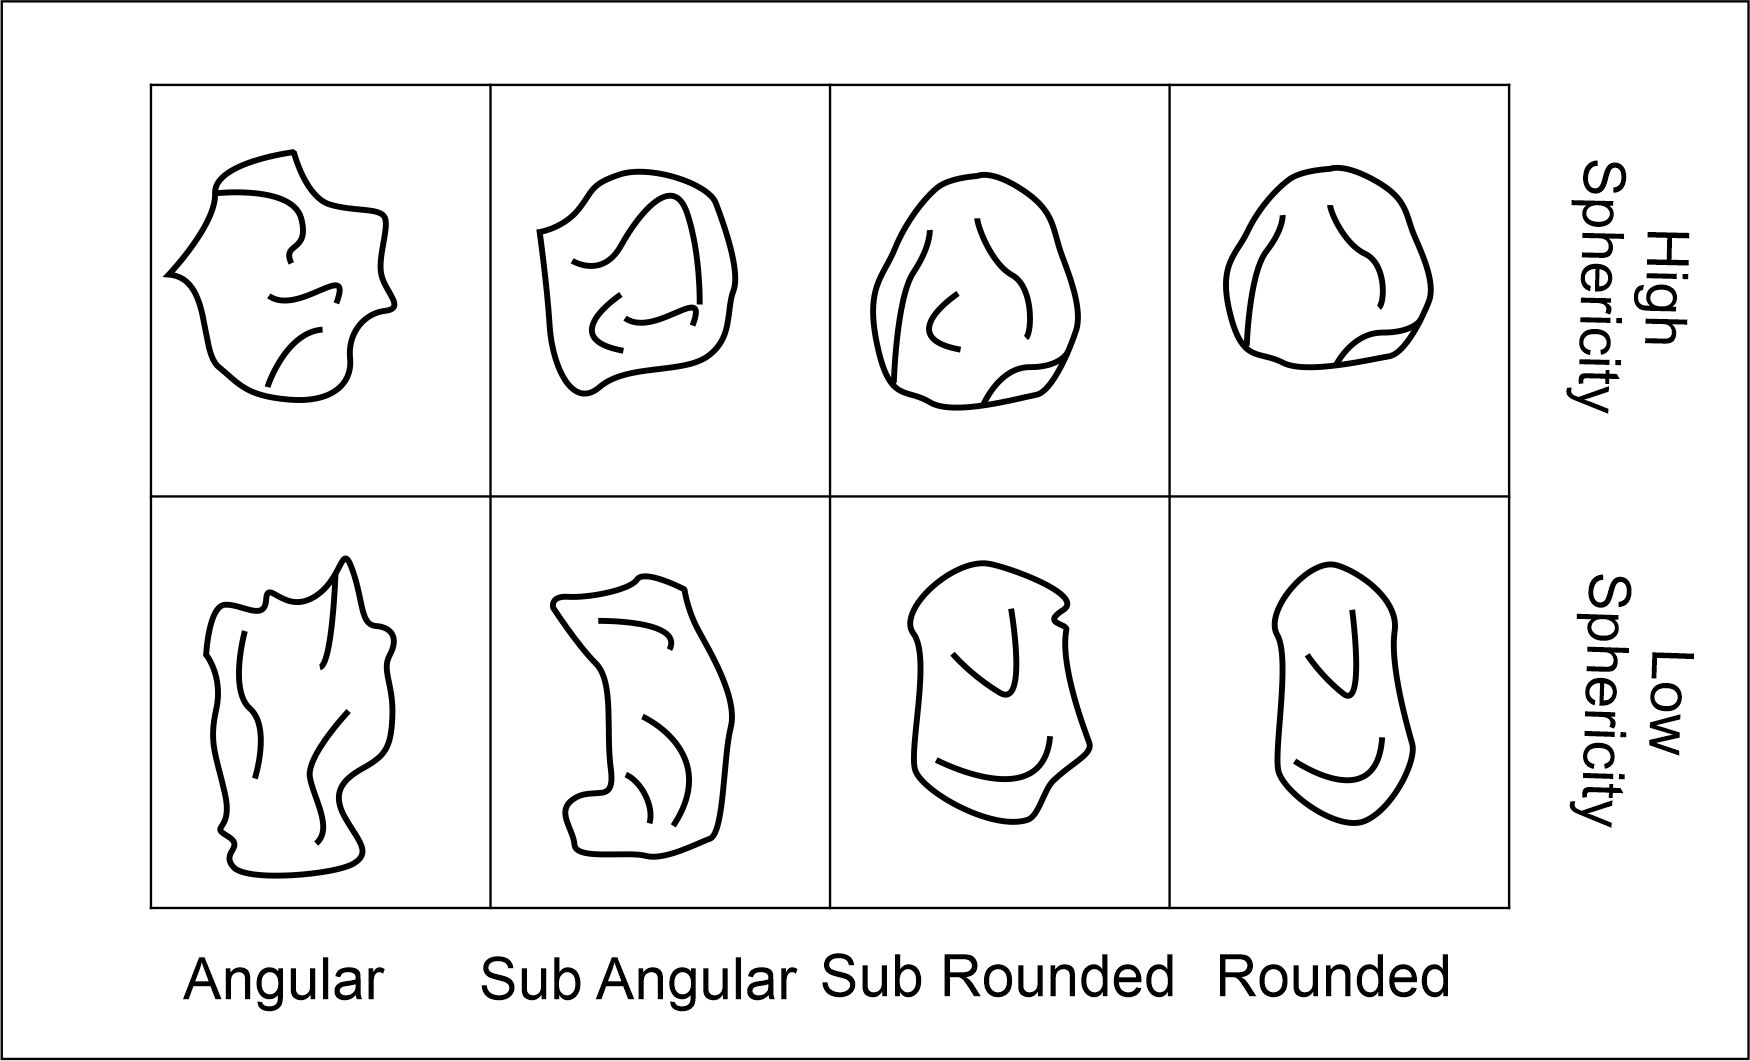 High
Sphericity
Low
Sphericity
Angular
Sub Angular
Sub Rounded
Rounded